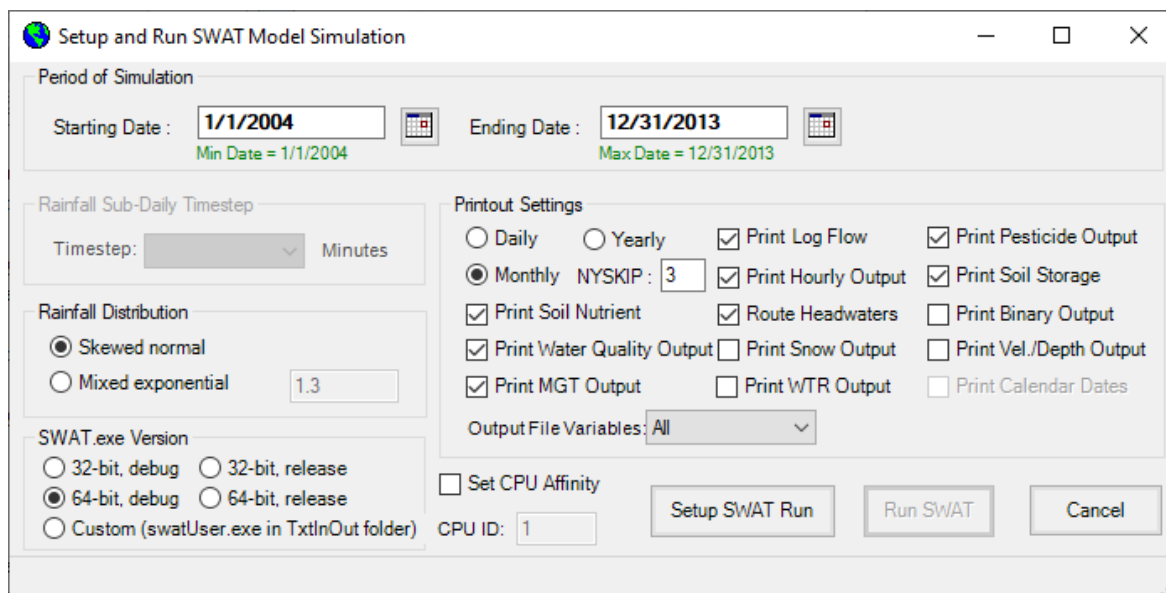 Setup and Run SWAT Model Simulation
Period of Simulation
Starting Date : 1/1/2004 Ending Date : 12/31/2013
Min Date = 1/1/2004 Max Date = 12/31/2013
Rainfall Sub-Daily Timestep
Timestep: Minutes
Rainfall Distribution
Skewed normal
Mixed exponential 1.3
SWAT.exe Version
32-bit, debug 32-bit, release
64-bit, debug 64-bit, release
Custom (swatUser.exe in TxtInOut folder)
Printout Settings
Daily Yearly Print Log Flow Print Pesticide Output
Monthly NYSKIP : 3 Print Hourly Output Print Soil Storage
Print Soil Nutrient Route Headwaters Print Binary Output
Print Water Quality Output Print Snow Output Print Vel./Depth Output
Print MGT Output Print WTR Output Print Calendar Dates
Output File Variables: All
Set CPU Affinity
CPU ID: 1
Setup SWAT Run Run SWAT Cancel